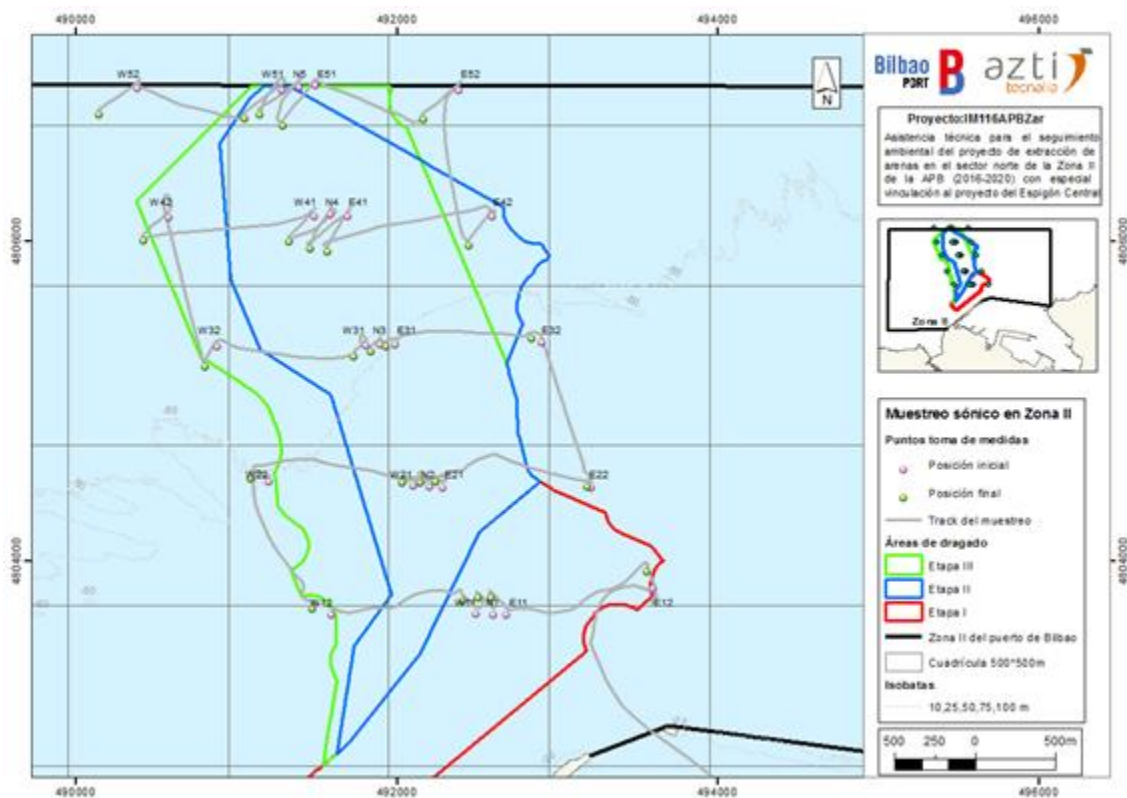 490000 492000 494000 496000
W52 W51 N5 E51 E52
W42 W41 N4 E41 E42
4806000 4806000
N
W32 W31 N3 E31 E32
W22 W21 N2 E21 E22
4804000 4804000
W12 E11 E12
490000 492000 494000 496000
Bilbao
PORT
azti
tecnalia
Proyecto:IM116APBZar
Asistencia técnica para el seguimiento
ambiental del proyecto de extracción de
arenas en el sector norte de la Zona II
de la APB (2016-2020) con especial
vinculación al proyecto del Espigón Central
Zona II
Muestreo sónico en Zona II
Puntos toma de medidas
Posición inicial
Posición final
Track del muestreo
Áreas de dragado
Etapa III
Etapa II
Etapa I
Zona II del puerto de Bilbao
Cuadrícula 500*500m
Isobatas
10,25,50,75,100 m
500 250 0 500m